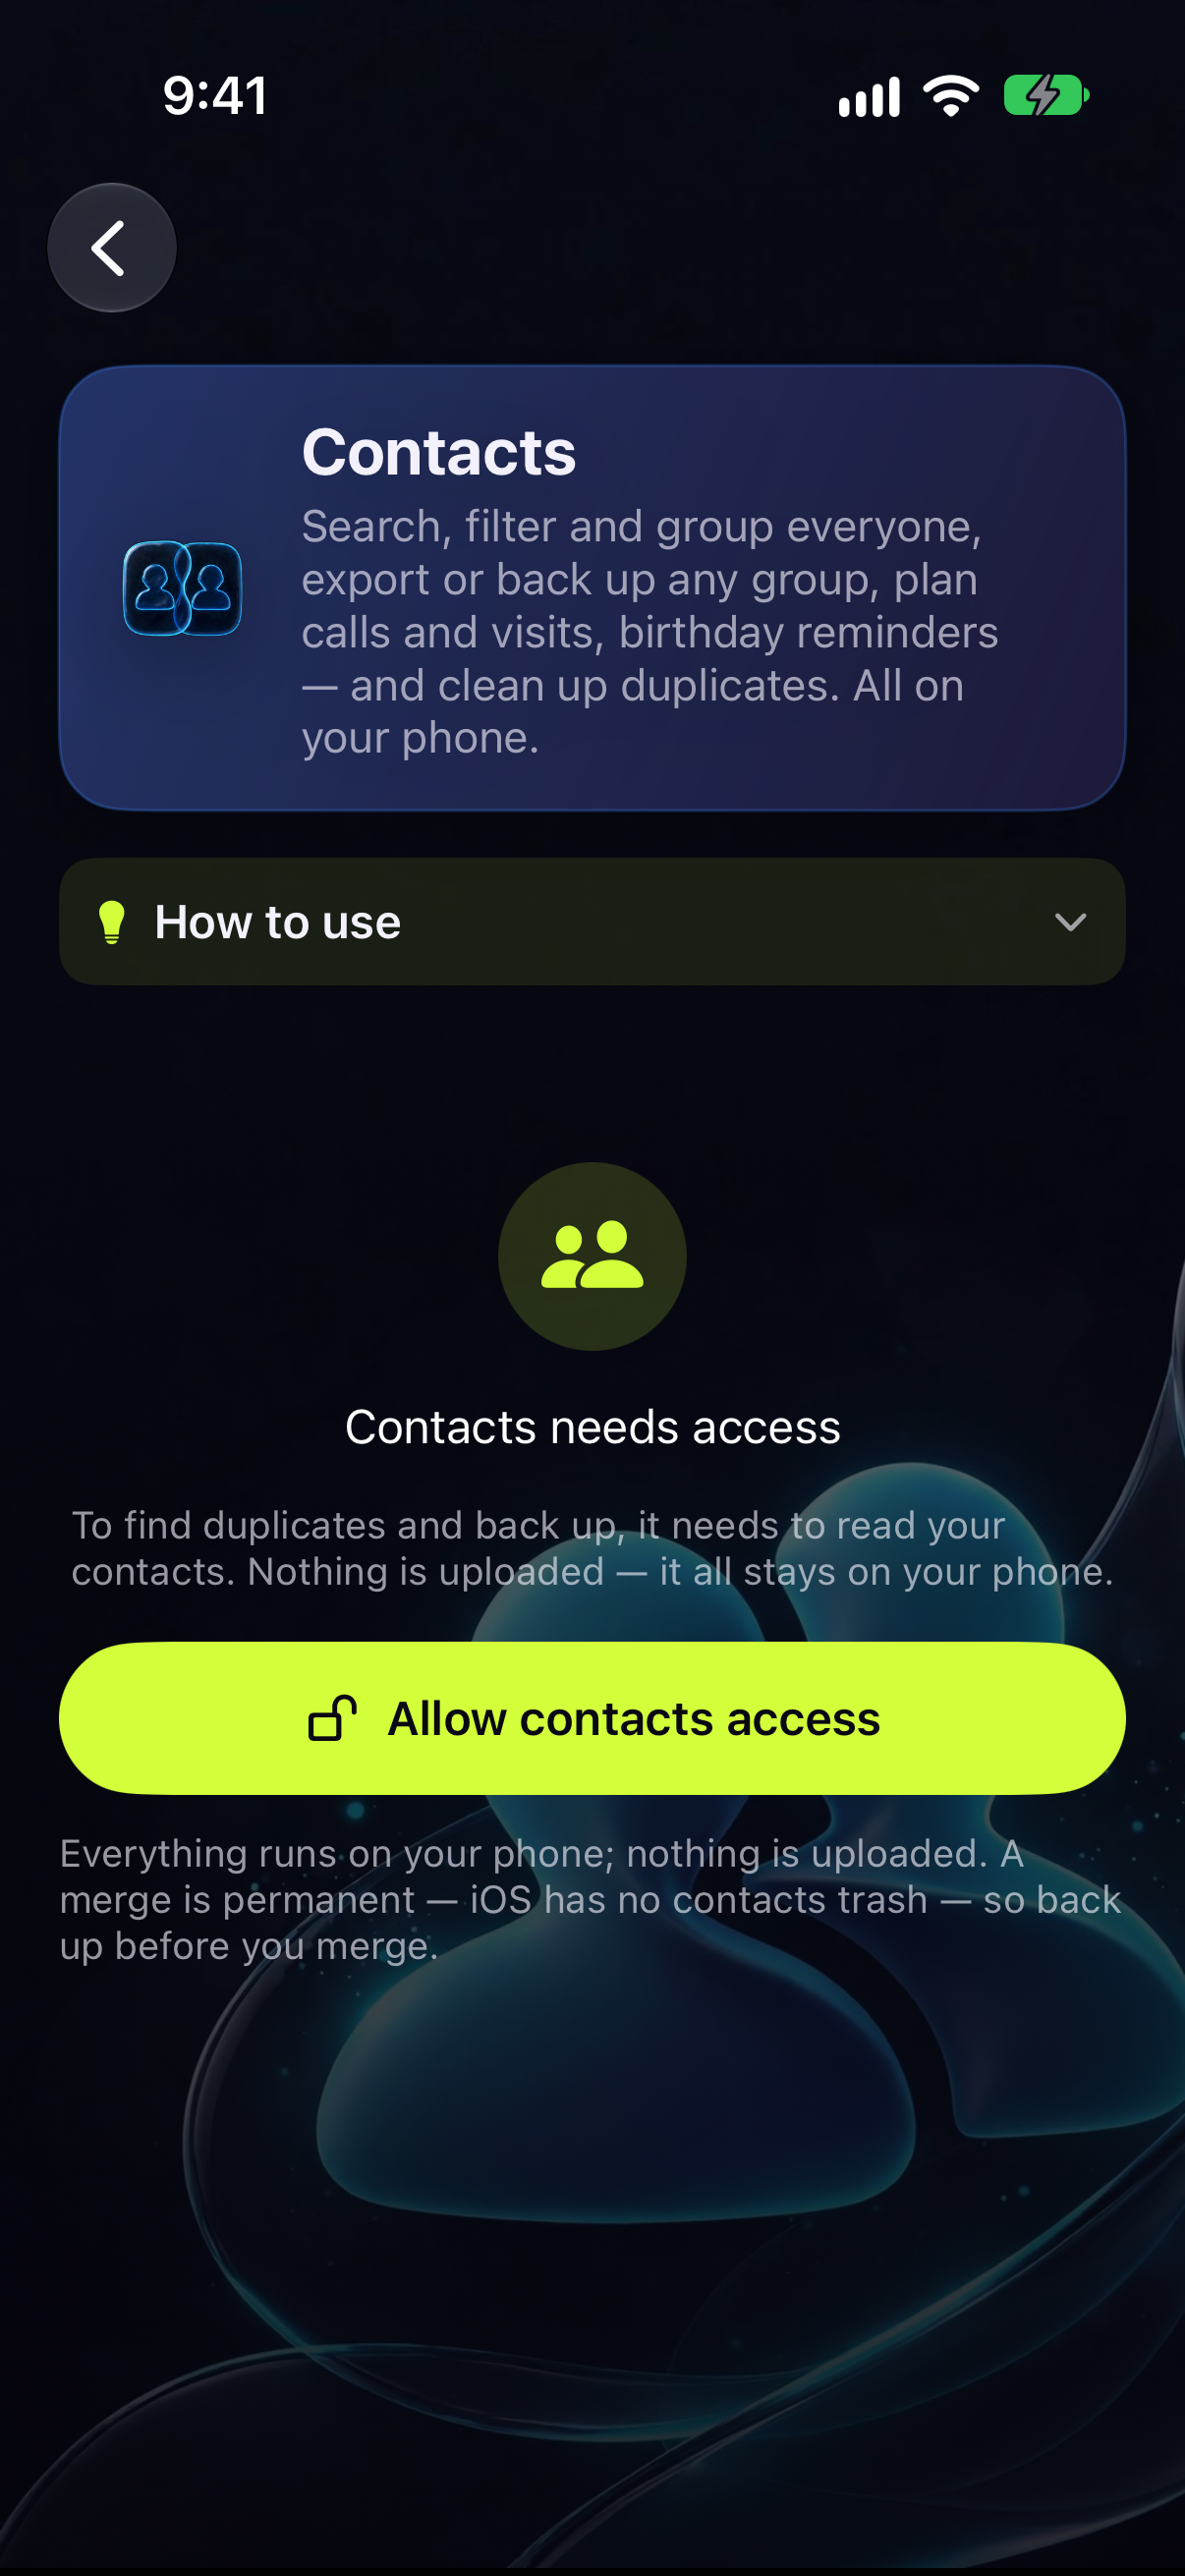 9:41
Contacts
Search, filter and group everyone,
export or back up any group, plan
calls and visits, birthday reminders
— and clean up duplicates. All on
your phone.
How to use
Contacts needs access
To find duplicates and back up, it needs to read your
contacts. Nothing is uploaded — it all stays on your phone.
Allow contacts access
Everything runs on your phone; nothing is uploaded. A
merge is permanent — iOS has no contacts trash — so back
up before you merge.